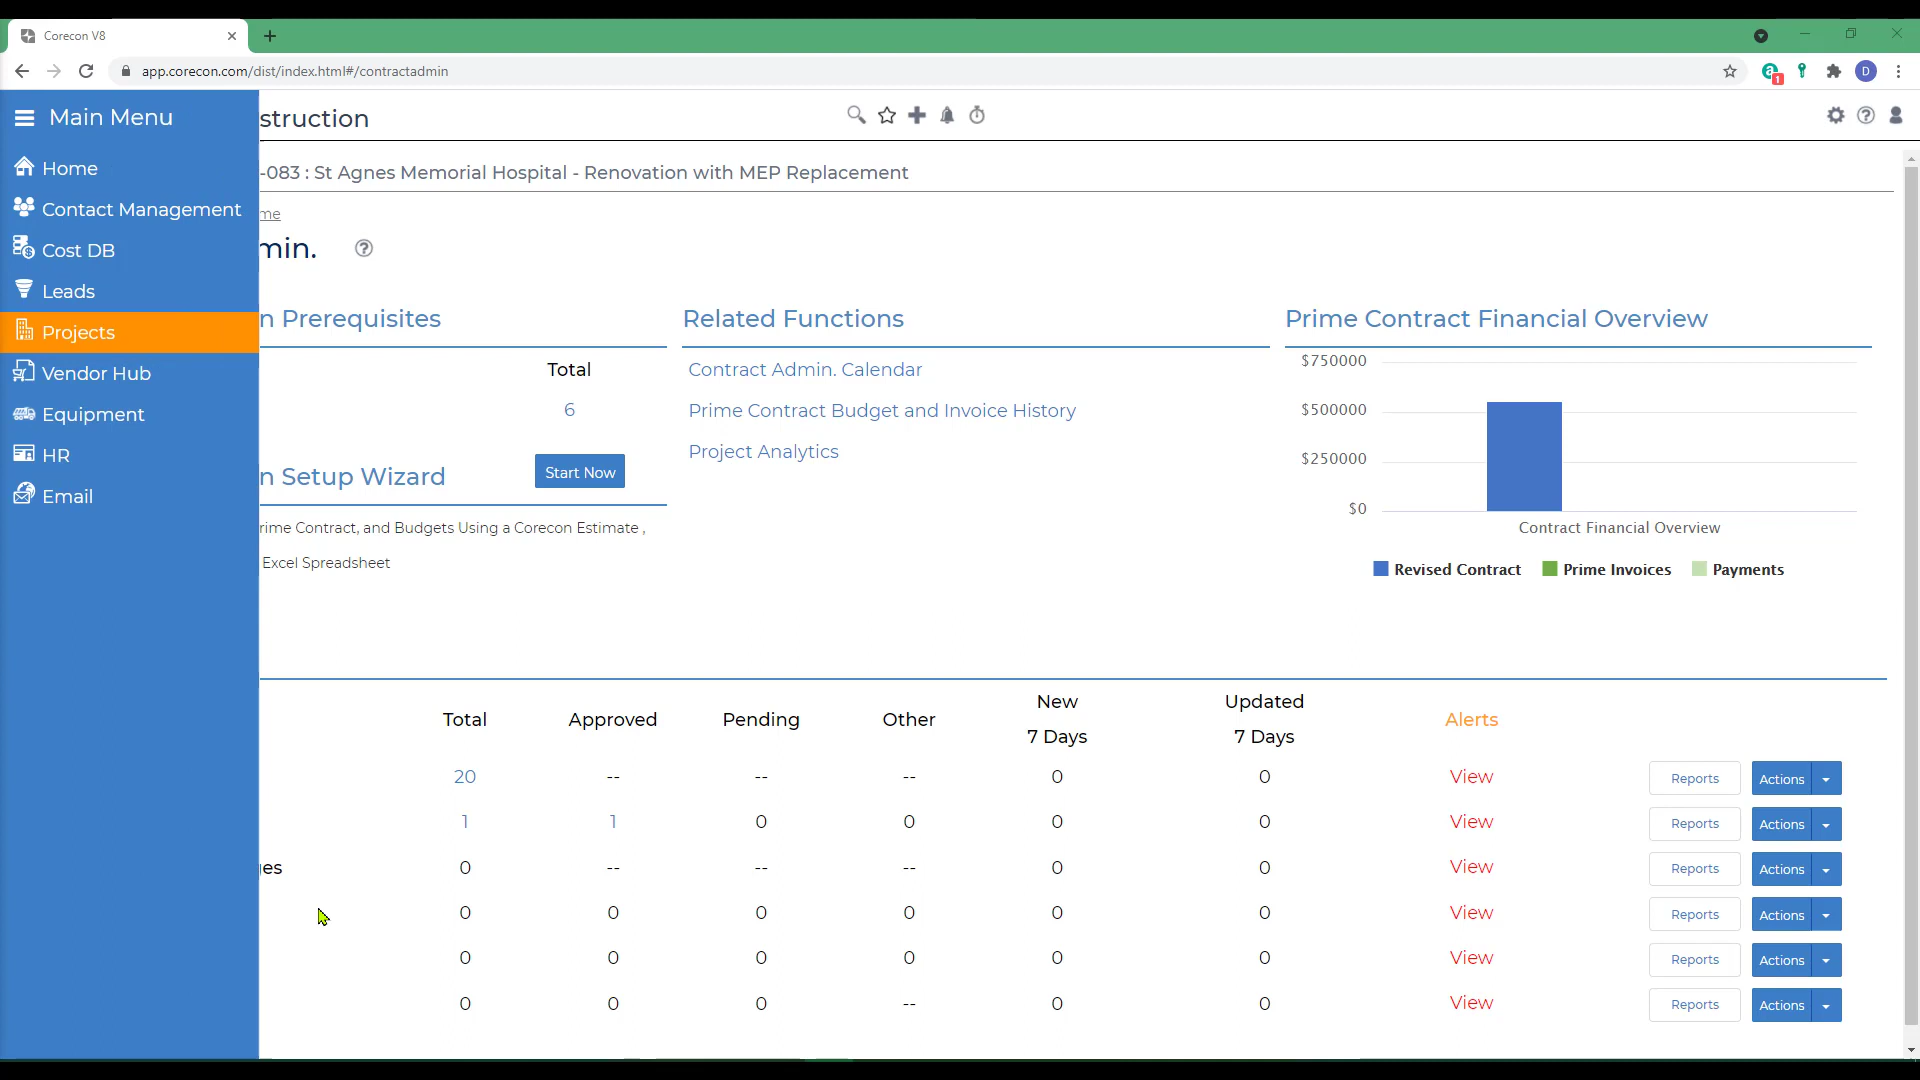 Corecon V8
app.corecon.com/dist/index.html#/contractadmin
1
D
Main Menu
struction
Home
-083 : St Agnes Memorial Hospital - Renovation with MEP Replacement
Contact Management
me
Cost DB
min.
Leads
Projects
Vendor Hub
Equipment
HR
Email
n Prerequisites
Total
6
n Setup Wizard
Start Now
rime Contract, and Budgets Using a Corecon Estimate ,
Excel Spreadsheet
Related Functions
Contract Admin. Calendar
Prime Contract Budget and Invoice History
Project Analytics
Prime Contract Financial Overview
$750000
$500000
$250000
$0
Contract Financial Overview
Revised Contract Prime Invoices Payments
Total Approved Pending Other New 7 Days Updated 7 Days Alerts
20 -- -- -- 0 0 View Reports Actions
1 1 0 0 0 0 View Reports Actions
ges 0 -- -- -- 0 0 View Reports Actions
0 0 0 0 0 0 View Reports Actions
0 0 0 0 0 0 View Reports Actions
0 0 0 -- 0 0 View Reports Actions